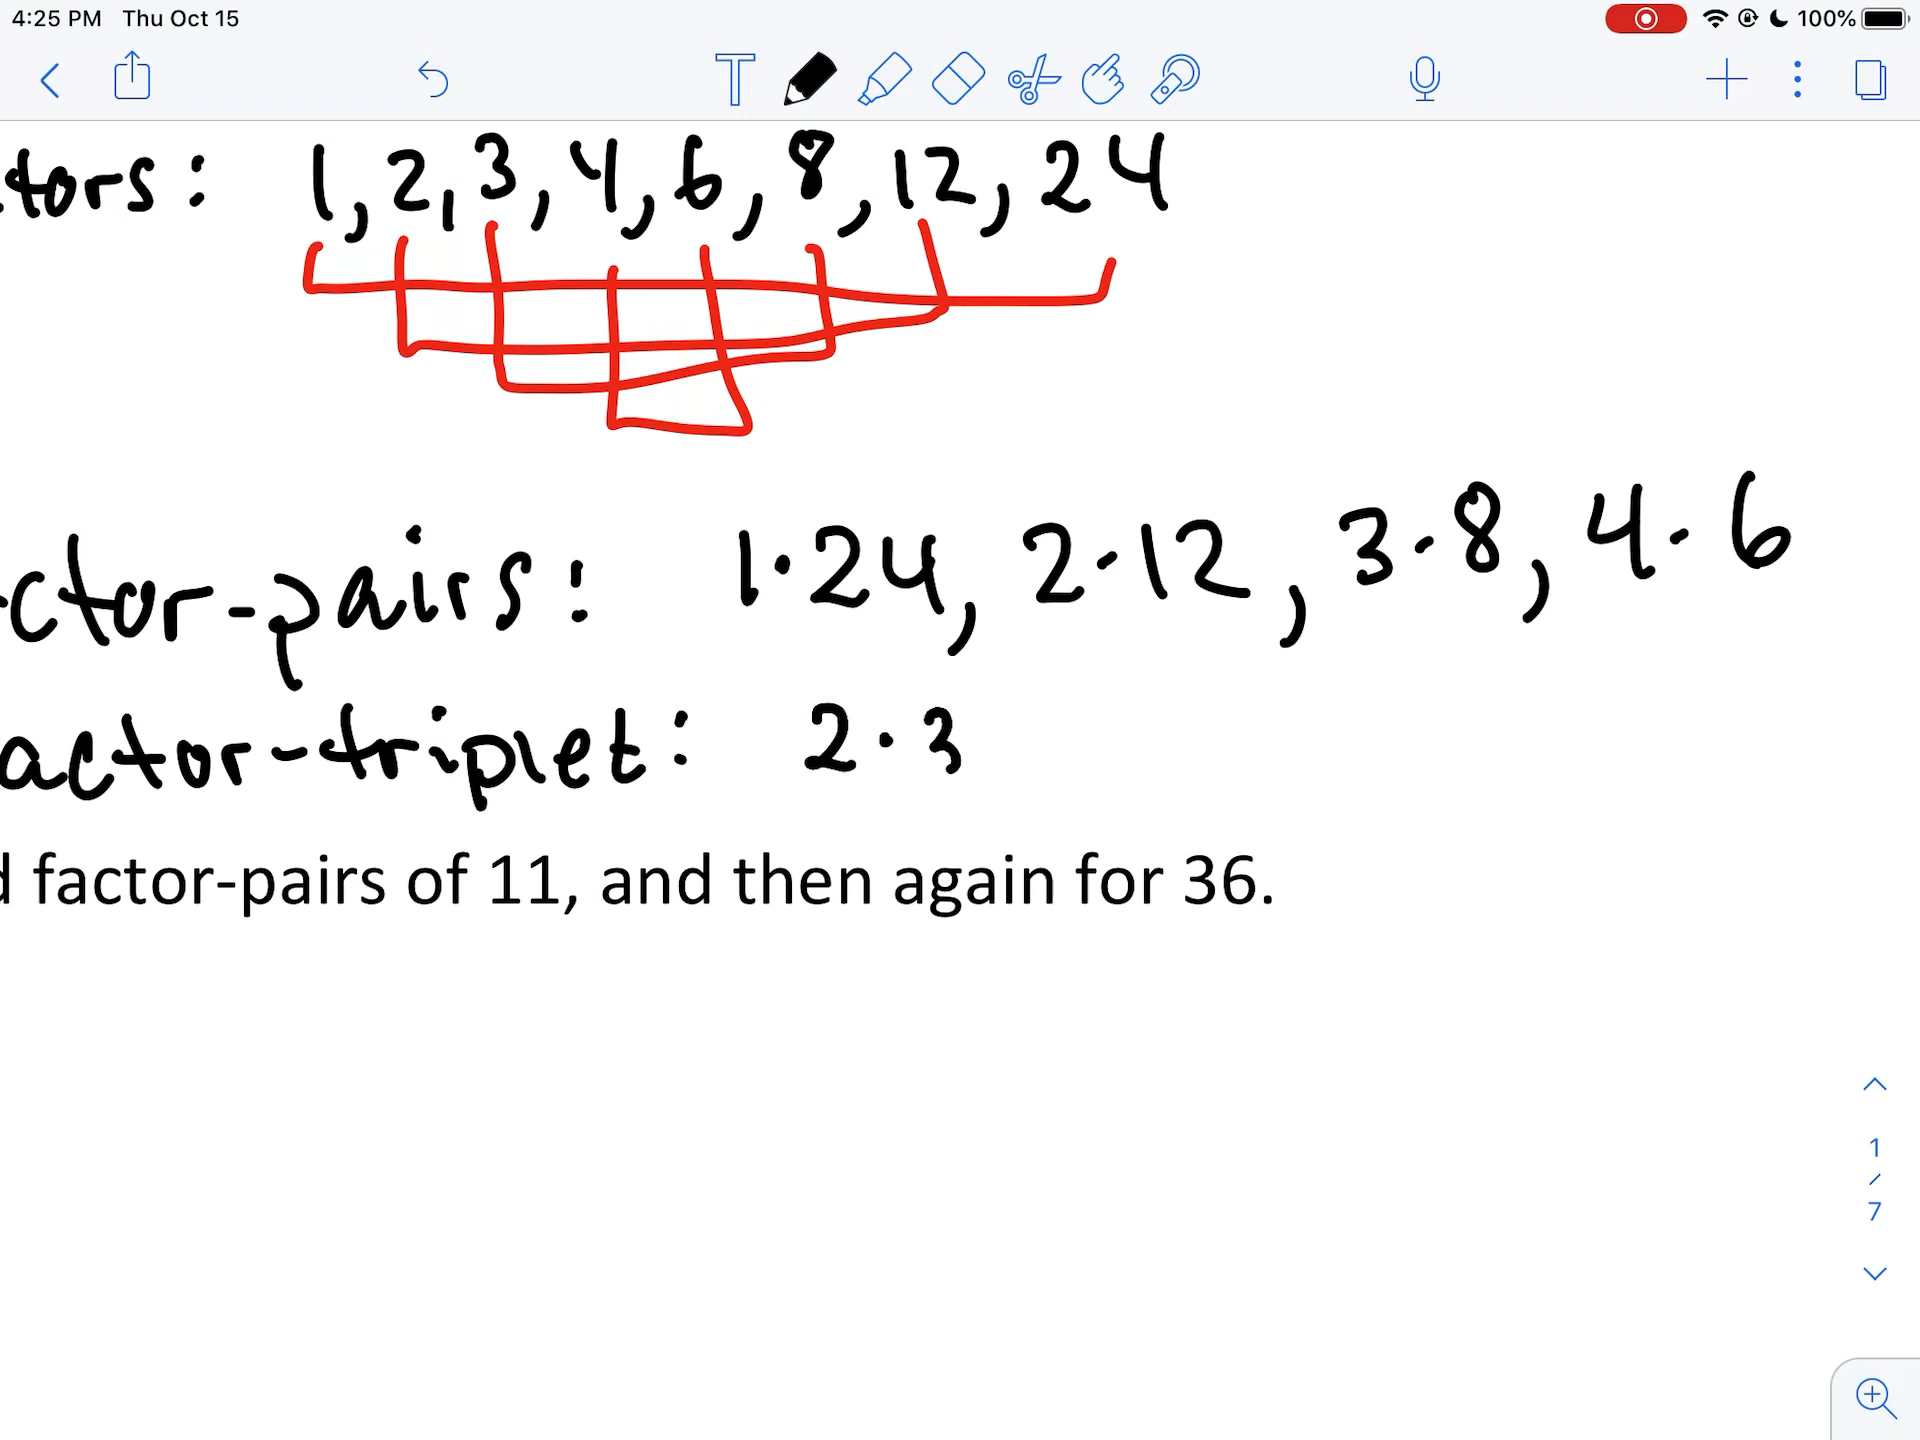 4:25 PM Thu Oct 15 100%
T
tors: 1, 2, 3, 4, 6, 8, 12, 24
ctor-pairs: 1·24, 2·12, 3·8, 4·6
actor-triplet: 2·3
d factor-pairs of 11, and then again for 36.
1
/
7